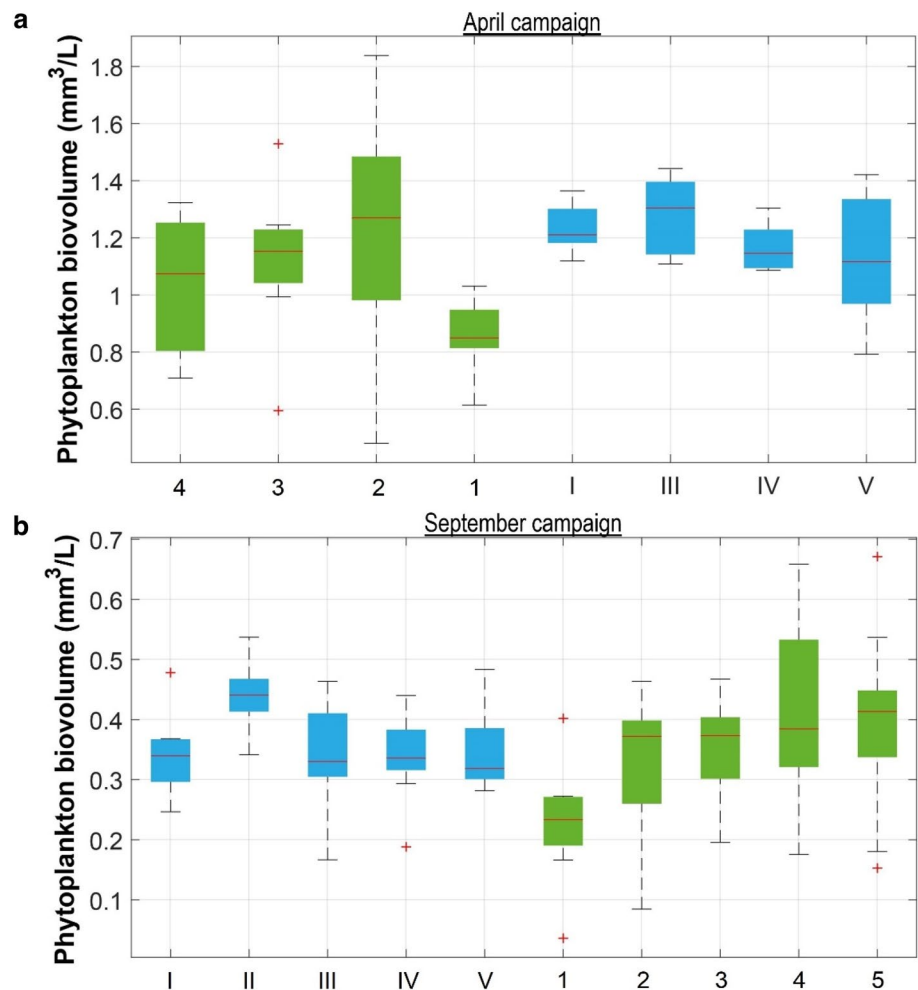 a
April campaign
Phytoplankton biovolume (mm³/L)
1.8
1.6
1.4
1.2
1
0.8
0.6
4 3 2 1 I III IV V
b
September campaign
Phytoplankton biovolume (mm³/L)
0.7
0.6
0.5
0.4
0.3
0.2
0.1
I II III IV V 1 2 3 4 5